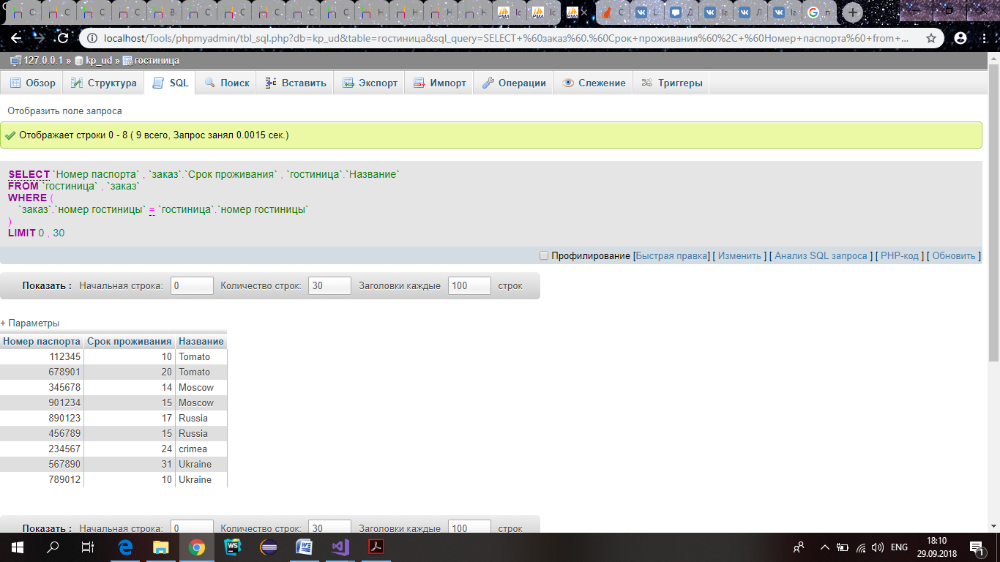 localhost/Tools/phpmyadmin/tbl_sql.php?db=kp_ud&table=гостиница&sql_query=SELECT+%60заказ%60.%60Срок+проживания%60%2C+%60Номер+паспорта%60+from+...
127.0.0.1 » kp_ud » гостиница
Обзор Структура SQL Поиск Вставить Экспорт Импорт Операции Слежение Триггеры
Отобразить поле запроса
Отображает строки 0 - 8 ( 9 всего, Запрос занял 0.0015 сек.)
SELECT `Номер паспорта` , `заказ`.`Срок проживания` , `гостиница`.`Название`
FROM `гостиница` , `заказ`
WHERE (
`заказ`.`номер гостиницы` = `гостиница`.`номер гостиницы`
)
LIMIT 0 , 30
Профилирование [Быстрая правка] [ Изменить ] [ Анализ SQL запроса ] [ PHP-код ] [ Обновить ]
Показать : Начальная строка: 0 Количество строк: 30 Заголовки каждые 100 строк
+ Параметры
Номер паспорта Срок проживания Название
112345 10 Tomato
678901 20 Tomato
345678 14 Moscow
901234 15 Moscow
890123 17 Russia
456789 15 Russia
234567 24 crimea
567890 31 Ukraine
789012 10 Ukraine
Показать : Начальная строка: 0 Количество строк: 30 Заголовки каждые 100 строк
ENG
18:10
29.09.2018
1